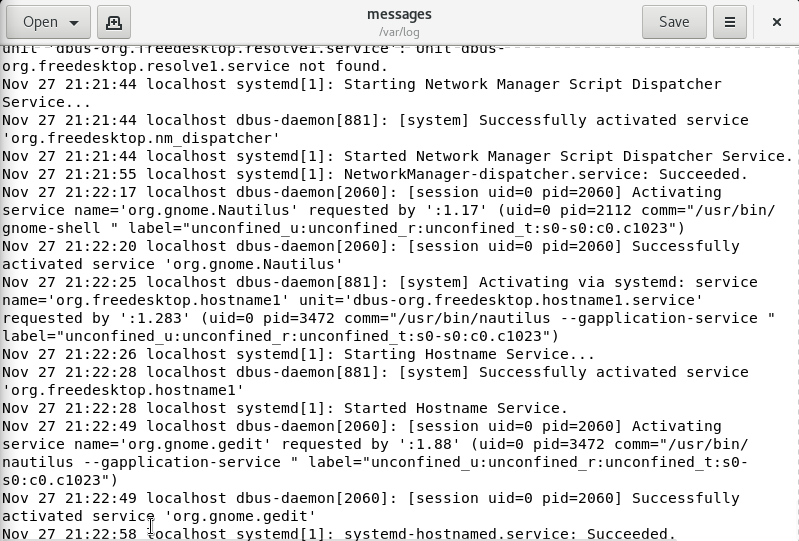 Open
messages
/var/log
Save
unit 'dbus-org.freedesktop.resolve1.service': Unit dbus-
org.freedesktop.resolve1.service not found.
Nov 27 21:21:44 localhost systemd[1]: Starting Network Manager Script Dispatcher
Service...
Nov 27 21:21:44 localhost dbus-daemon[881]: [system] Successfully activated service
'org.freedesktop.nm_dispatcher'
Nov 27 21:21:44 localhost systemd[1]: Started Network Manager Script Dispatcher Service.
Nov 27 21:21:55 localhost systemd[1]: NetworkManager-dispatcher.service: Succeeded.
Nov 27 21:22:17 localhost dbus-daemon[2060]: [session uid=0 pid=2060] Activating
service name='org.gnome.Nautilus' requested by ':1.17' (uid=0 pid=2112 comm="/usr/bin/
gnome-shell " label="unconfined_u:unconfined_r:unconfined_t:s0-s0:c0.c1023")
Nov 27 21:22:20 localhost dbus-daemon[2060]: [session uid=0 pid=2060] Successfully
activated service 'org.gnome.Nautilus'
Nov 27 21:22:25 localhost dbus-daemon[881]: [system] Activating via systemd: service
name='org.freedesktop.hostname1' unit='dbus-org.freedesktop.hostname1.service'
requested by ':1.283' (uid=0 pid=3472 comm="/usr/bin/nautilus --gapplication-service "
label="unconfined_u:unconfined_r:unconfined_t:s0-s0:c0.c1023")
Nov 27 21:22:26 localhost systemd[1]: Starting Hostname Service...
Nov 27 21:22:28 localhost dbus-daemon[881]: [system] Successfully activated service
'org.freedesktop.hostname1'
Nov 27 21:22:28 localhost systemd[1]: Started Hostname Service.
Nov 27 21:22:49 localhost dbus-daemon[2060]: [session uid=0 pid=2060] Activating
service name='org.gnome.gedit' requested by ':1.88' (uid=0 pid=3472 comm="/usr/bin/
nautilus --gapplication-service " label="unconfined_u:unconfined_r:unconfined_t:s0-
s0:c0.c1023")
Nov 27 21:22:49 localhost dbus-daemon[2060]: [session uid=0 pid=2060] Successfully
activated service 'org.gnome.gedit'
Nov 27 21:22:58 localhost systemd[1]: systemd-hostnamed.service: Succeeded.